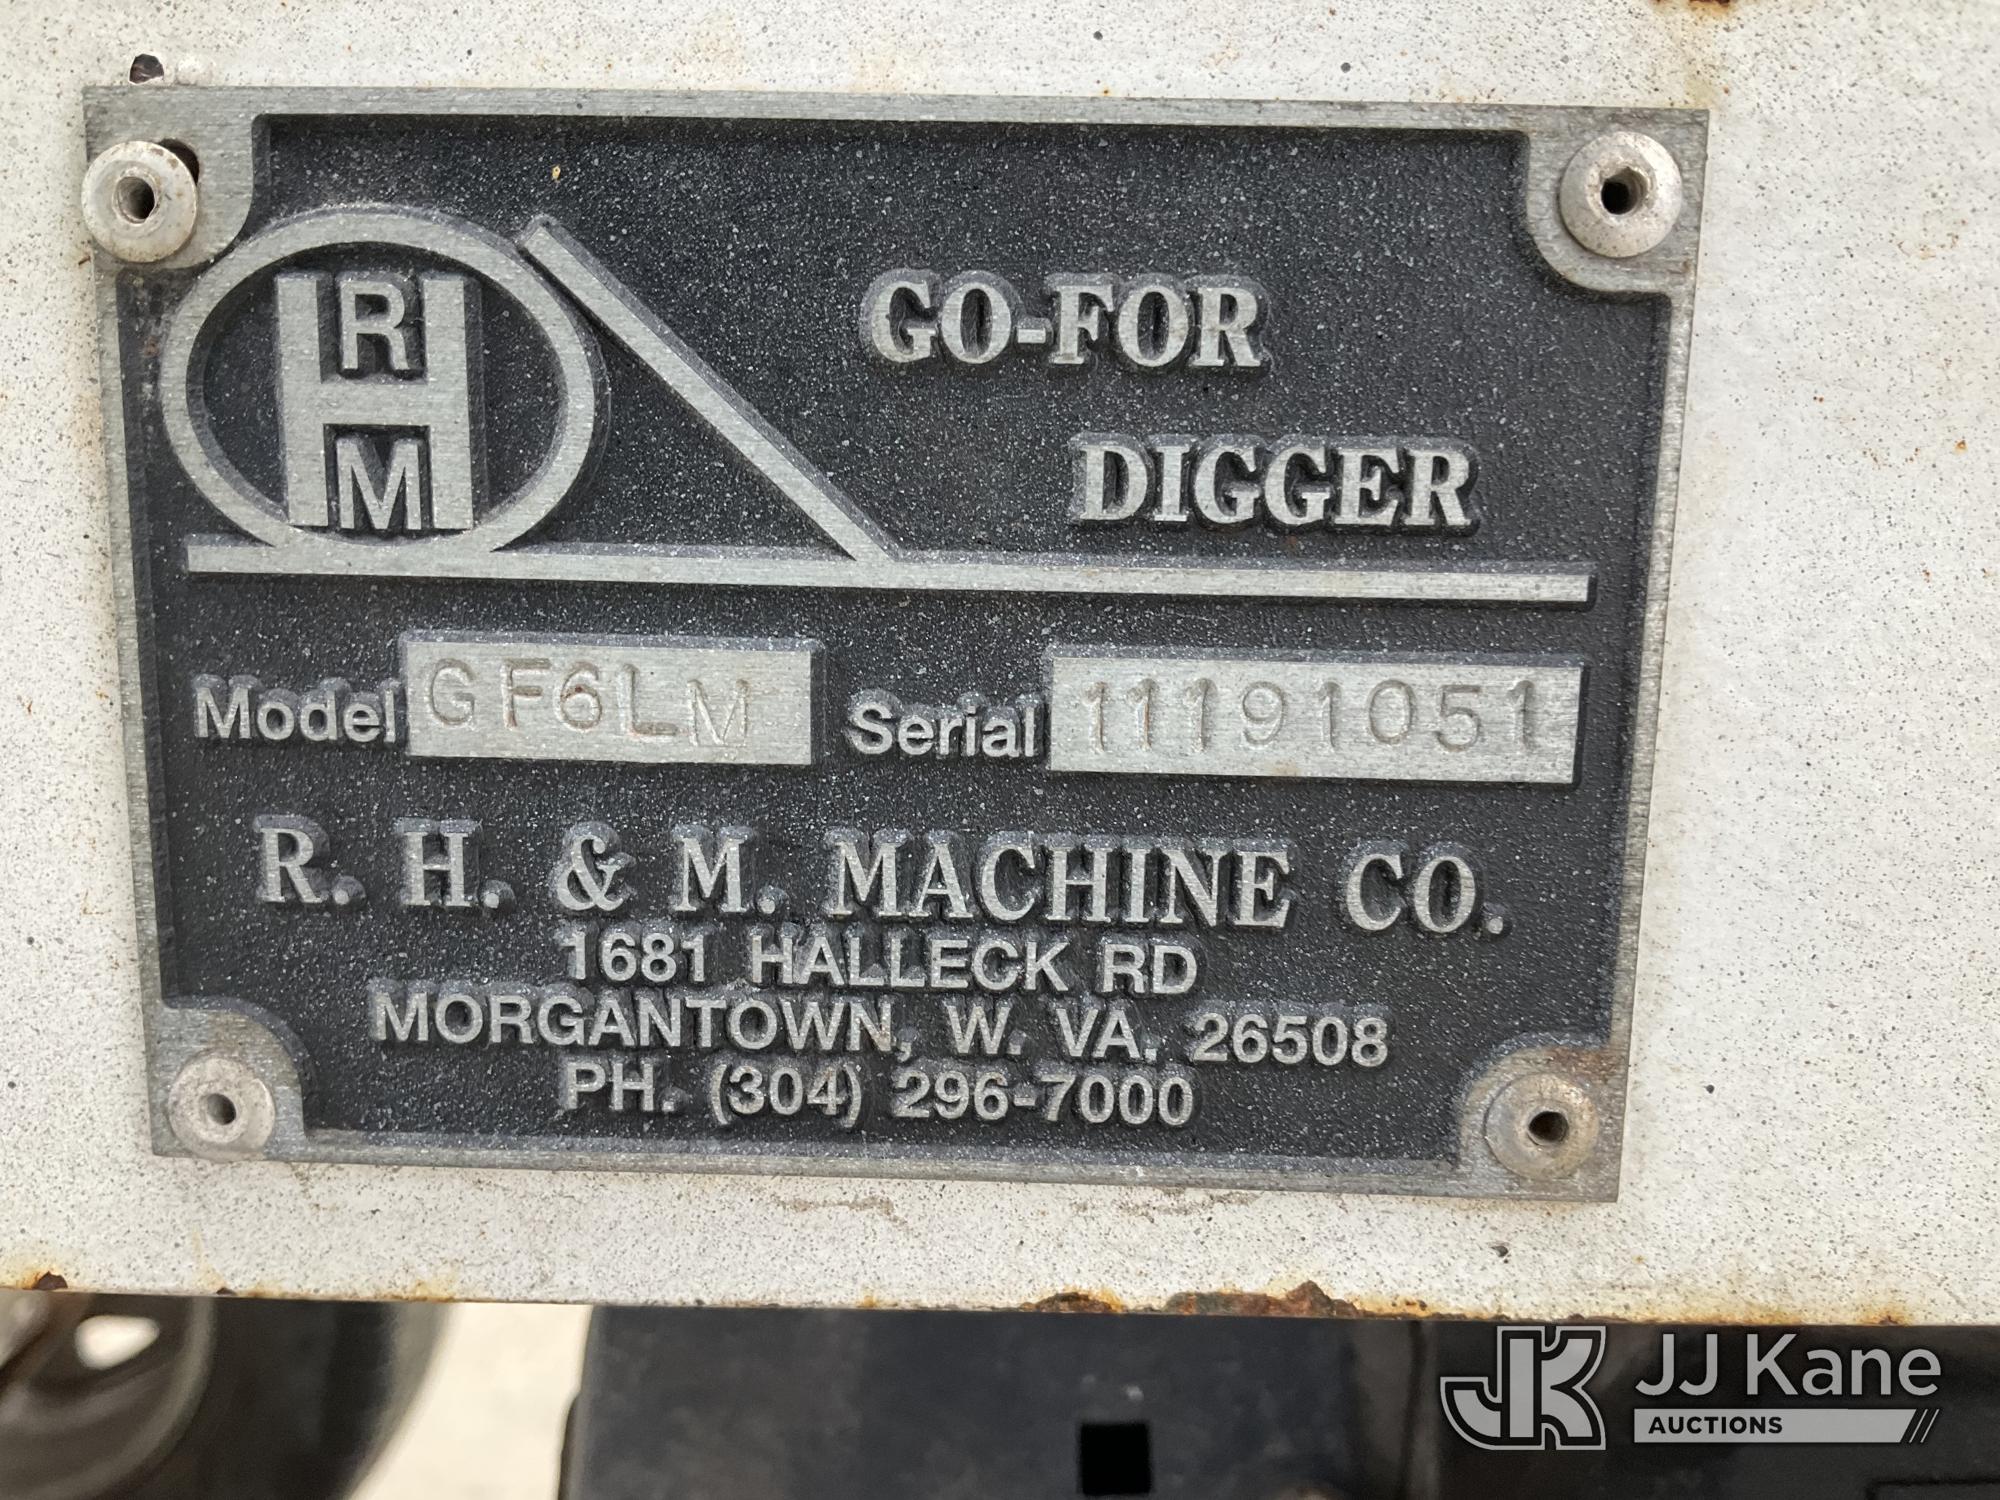 R
H
M
GO-FOR
DIGGER
Model GF6LM Serial 11191051
R. H. & M. MACHINE CO.
1681 HALLECK RD
MORGANTOWN, W. VA. 26508
PH. (304) 296-7000
JK JJ Kane
AUCTIONS